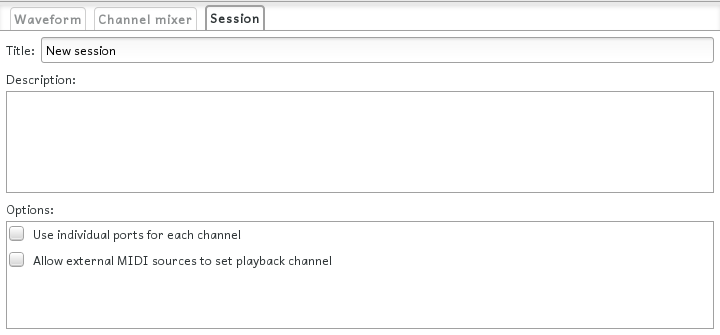 Waveform Channel mixer Session
Title: New session
Description:
Options:
Use individual ports for each channel
Allow external MIDI sources to set playback channel